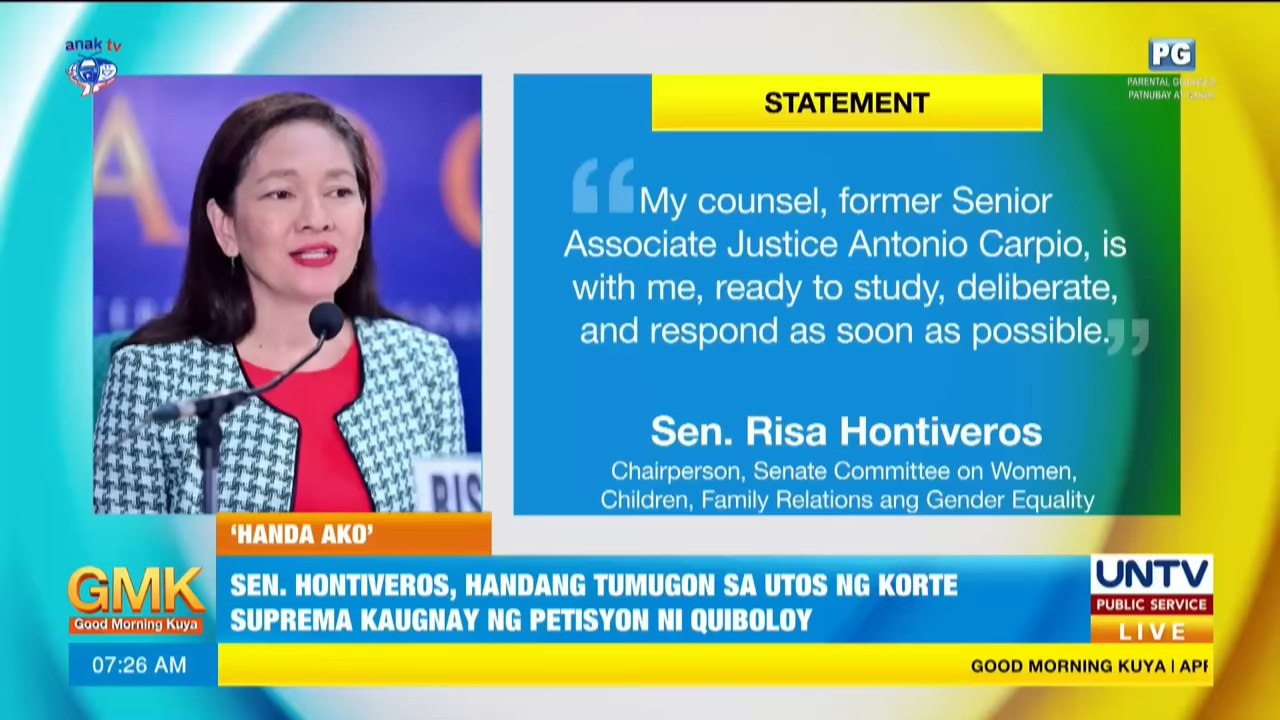 anak tv
PG
PARENTAL
PATNUBAY AT
STATEMENT
“My counsel, former Senior
Associate Justice Antonio Carpio, is
with me, ready to study, deliberate,
and respond as soon as possible.”
Sen. Risa Hontiveros
Chairperson, Senate Committee on Women,
Children, Family Relations ang Gender Equality
RIS
‘HANDA AKO’
GMK
Good Morning Kuya
SEN. HONTIVEROS, HANDANG TUMUGON SA UTOS NG KORTE
SUPREMA KAUGNAY NG PETISYON NI QUIBOLOY
UNTV
PUBLIC SERVICE
LIVE
07:26 AM
GOOD MORNING KUYA | APR